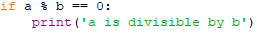 if a % b == 0:
    print('a is divisible by b')